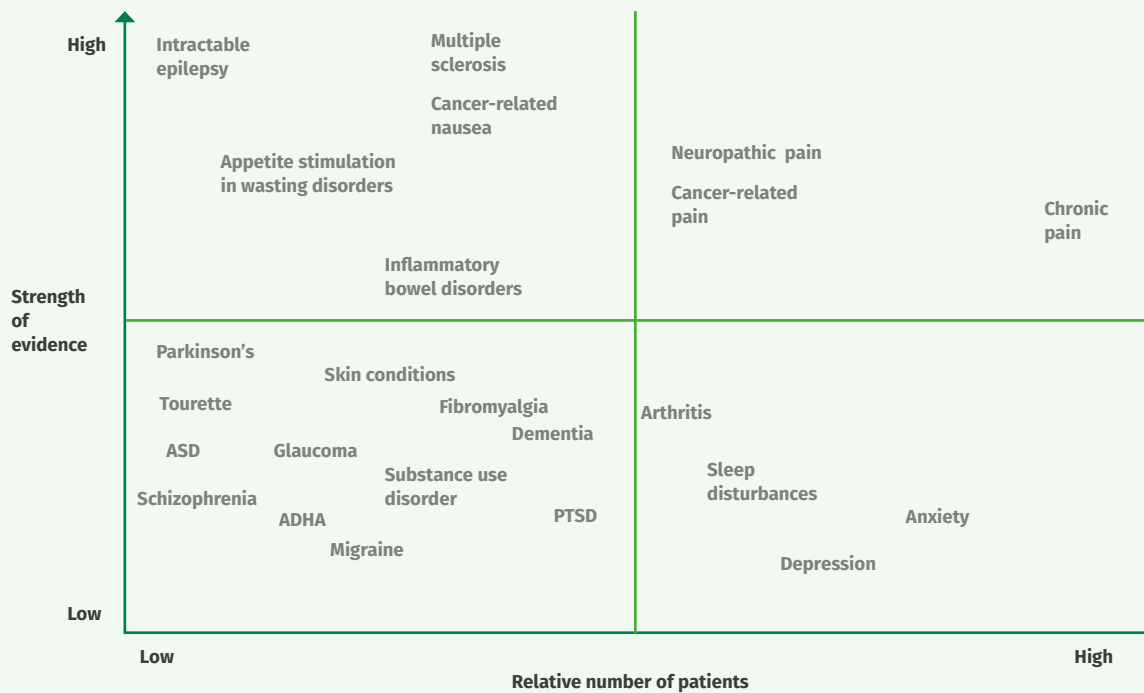 High
Intractable
epilepsy
Multiple
sclerosis
Cancer-related
nausea
Appetite stimulation
in wasting disorders
Neuropathic pain
Cancer-related
pain
Chronic
pain
Inflammatory
bowel disorders
Strength
of
evidence
Parkinson’s
Skin conditions
Tourette
Fibromyalgia
Arthritis
Dementia
ASD
Glaucoma
Substance use
disorder
Sleep
disturbances
Schizophrenia
ADHA
PTSD
Anxiety
Migraine
Depression
Low
Low
High
Relative number of patients